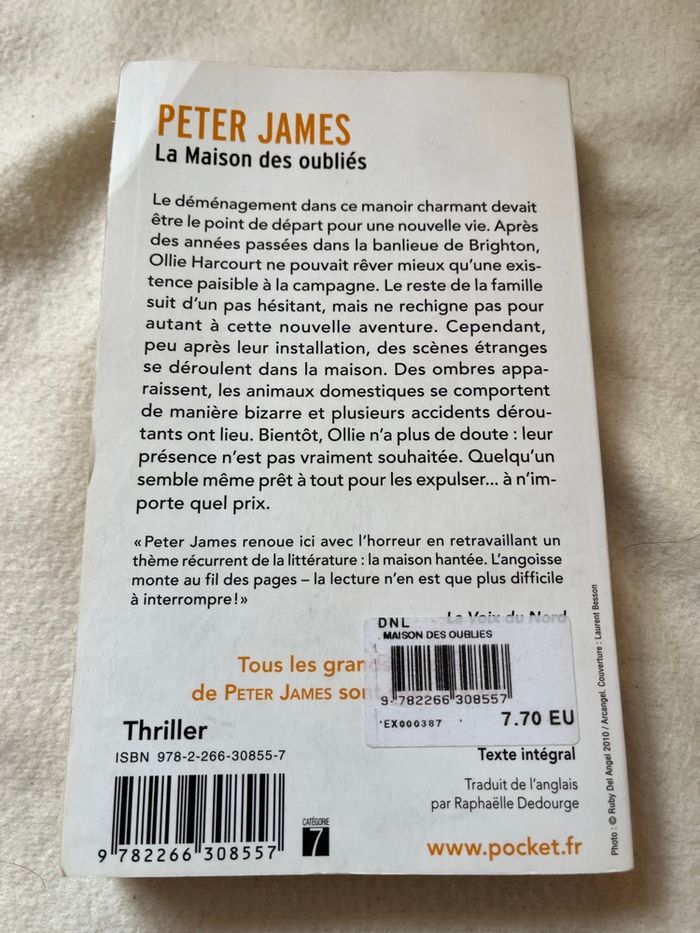 PETER JAMES
La Maison des oubliés
Le déménagement dans ce manoir charmant devait
être le point de départ pour une nouvelle vie. Après
des années passées dans la banlieue de Brighton,
Ollie Harcourt ne pouvait rêver mieux qu'une exis-
tence paisible à la campagne. Le reste de la famille
suit d'un pas hésitant, mais ne rechigne pas pour
autant à cette nouvelle aventure. Cependant,
peu après leur installation, des scènes étranges
se déroulent dans la maison. Des ombres appa-
raissent, les animaux domestiques se comportent
de manière bizarre et plusieurs accidents dérou-
tants ont lieu. Bientôt, Ollie n'a plus de doute : leur
présence n'est pas vraiment souhaitée. Quelqu'un
semble même prêt à tout pour les expulser... à n'im-
porte quel prix.
« Peter James renoue ici avec l'horreur en retravaillant un
thème récurrent de la littérature : la maison hantée. L'angoisse
monte au fil des pages – la lecture n'en est que plus difficile
à interrompre ! »
La Voix du Nord
DNL
MAISON DES OUBLIES
9 782266 308557
EX000387
7.70 EU
Tous les grands
de PETER JAMES sont
Thriller
ISBN 978-2-266-30855-7
9 782266 308557
CATÉGORIE
7
Texte intégral
Traduit de l'anglais
par Raphaëlle Dedourge
www.pocket.fr
Photo : © Ruby Del Angel 2010 / Arcangel. Couverture : Laurent Besson